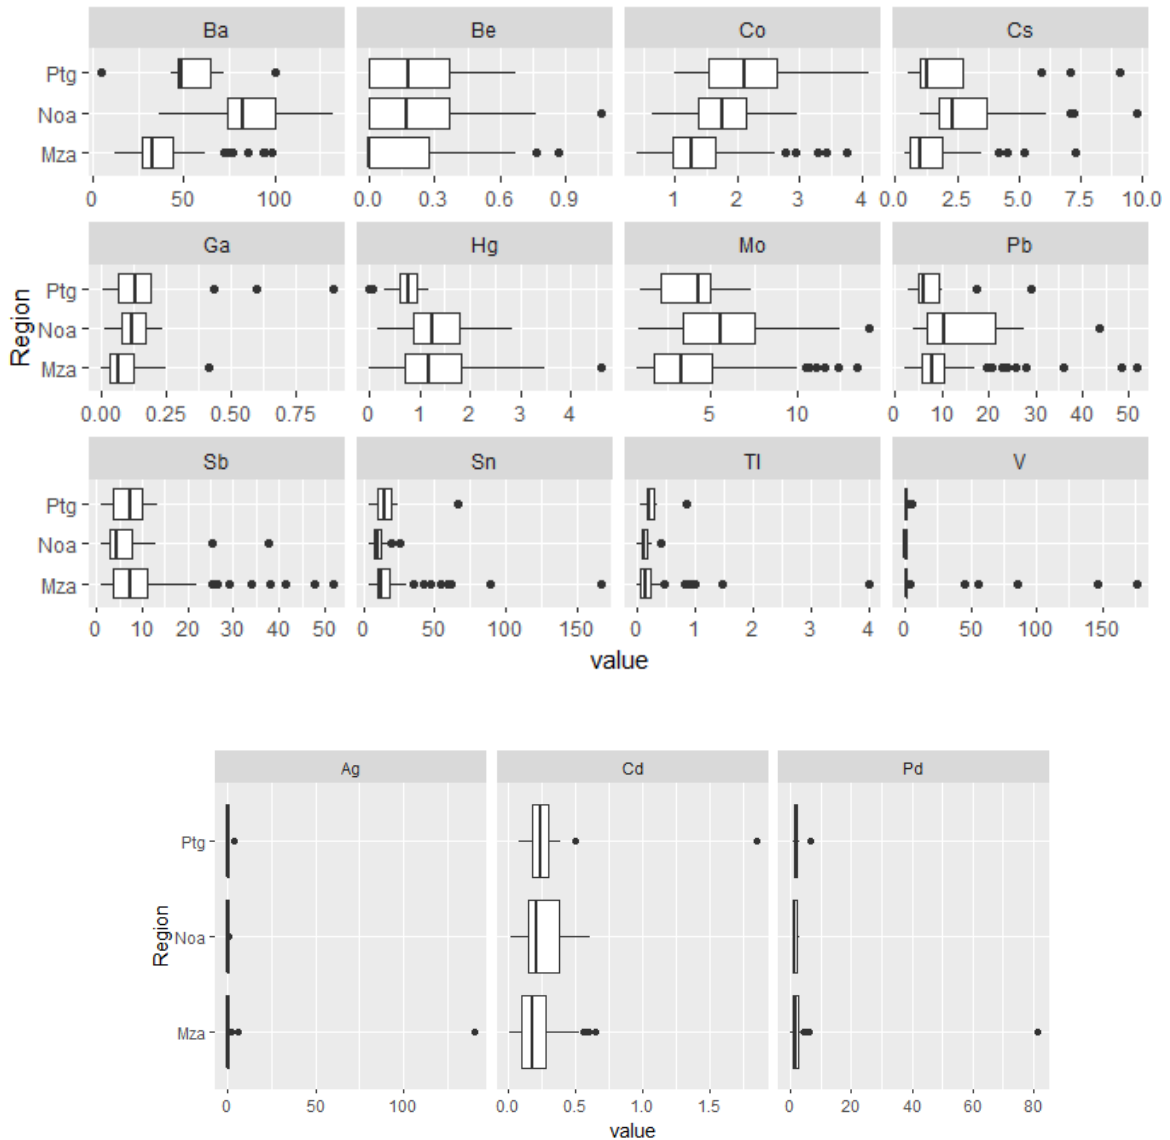 Ba Be Co Cs
Ptg
Noa
Mza
0 50 100 0.0 0.3 0.6 0.9 1 2 3 4 0.0 2.5 5.0 7.5 10.0
Ga Hg Mo Pb
Ptg
Noa
Mza
Region
0.00 0.25 0.50 0.75 0 1 2 3 4 5 10 0 10 20 30 40 50
Sb Sn Tl V
Ptg
Noa
Mza
0 10 20 30 40 50 0 50 100 150 0 1 2 3 4 0 50 100 150
value
Ag Cd Pd
Ptg
Noa
Mza
Region
0 50 100 0.0 0.5 1.0 1.5 0 20 40 60 80
value